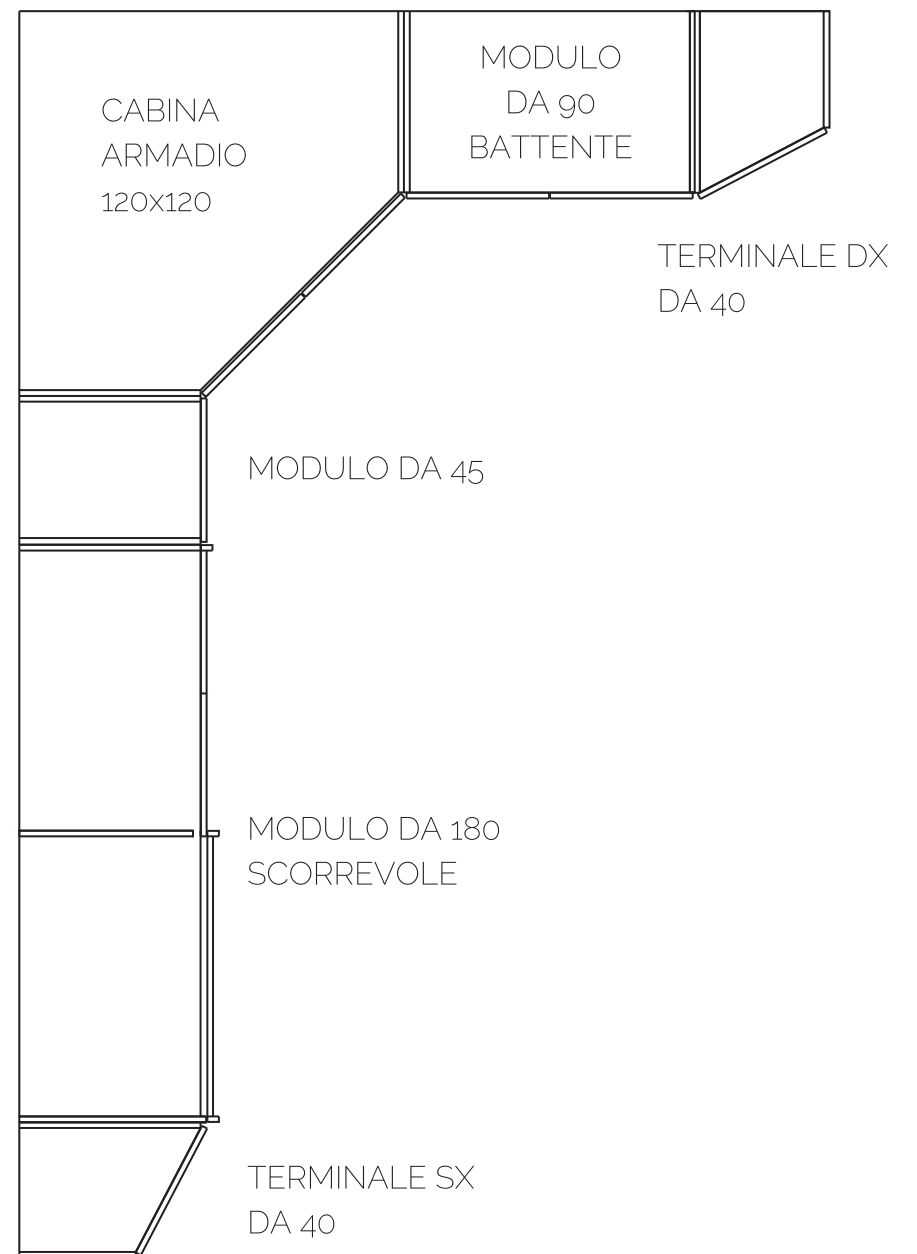 CABINA
ARMADIO
120x120
MODULO
DA 90
BATTENTE
TERMINALE DX
DA 40
MODULO DA 45
MODULO DA 180
SCORREVOLE
TERMINALE SX
DA 40